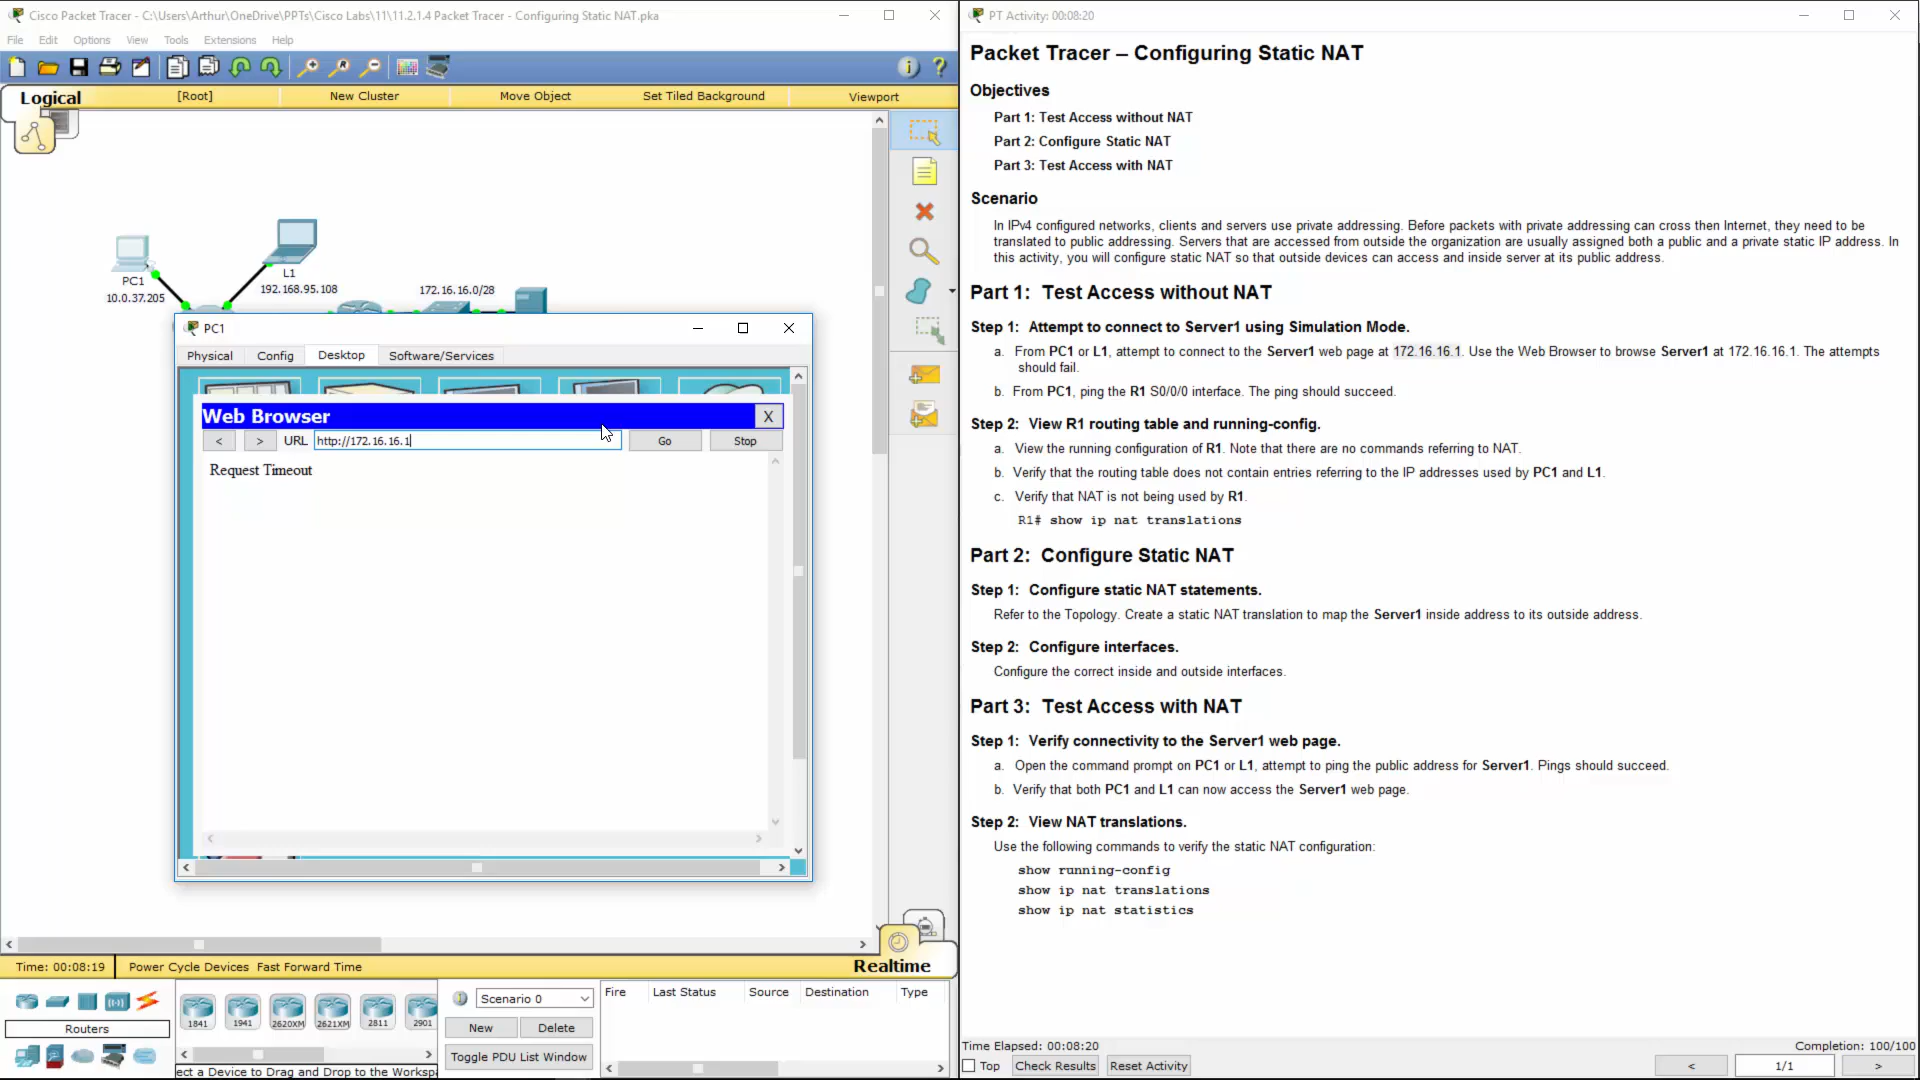 Cisco Packet Tracer - C:\Users\Arthur\OneDrive\PPTs\Cisco Labs\11\11.2.1.4 Packet Tracer - Configuring Static NAT.pka
File Edit Options View Tools Extensions Help
Logical [Root] New Cluster Move Object Set Tiled Background Viewport
PC1
10.0.37.205
L1
192.168.95.108
172.16.16.0/28
PC1
Physical Config Desktop Software/Services
Web Browser X
< > URL http://172.16.16.1 Go Stop
Request Timeout
Realtime
Time: 00:08:19 Power Cycle Devices Fast Forward Time
Routers
1841 1941 2620XM 2621XM 2811 2901
ect a Device to Drag and Drop to the Workspa
Scenario 0
New Delete
Toggle PDU List Window
Fire Last Status Source Destination Type
PT Activity: 00:08:20
Packet Tracer – Configuring Static NAT
Objectives
Part 1: Test Access without NAT
Part 2: Configure Static NAT
Part 3: Test Access with NAT
Scenario
In IPv4 configured networks, clients and servers use private addressing. Before packets with private addressing can cross then Internet, they need to be
translated to public addressing. Servers that are accessed from outside the organization are usually assigned both a public and a private static IP address. In
this activity, you will configure static NAT so that outside devices can access and inside server at its public address.
Part 1: Test Access without NAT
Step 1: Attempt to connect to Server1 using Simulation Mode.
a. From PC1 or L1, attempt to connect to the Server1 web page at 172.16.16.1. Use the Web Browser to browse Server1 at 172.16.16.1. The attempts
should fail.
b. From PC1, ping the R1 S0/0/0 interface. The ping should succeed.
Step 2: View R1 routing table and running-config.
a. View the running configuration of R1. Note that there are no commands referring to NAT.
b. Verify that the routing table does not contain entries referring to the IP addresses used by PC1 and L1.
c. Verify that NAT is not being used by R1.
R1# show ip nat translations
Part 2: Configure Static NAT
Step 1: Configure static NAT statements.
Refer to the Topology. Create a static NAT translation to map the Server1 inside address to its outside address.
Step 2: Configure interfaces.
Configure the correct inside and outside interfaces.
Part 3: Test Access with NAT
Step 1: Verify connectivity to the Server1 web page.
a. Open the command prompt on PC1 or L1, attempt to ping the public address for Server1. Pings should succeed.
b. Verify that both PC1 and L1 can now access the Server1 web page.
Step 2: View NAT translations.
Use the following commands to verify the static NAT configuration:
show running-config
show ip nat translations
show ip nat statistics
Time Elapsed: 00:08:20 Completion: 100/100
Top Check Results Reset Activity < 1/1 >